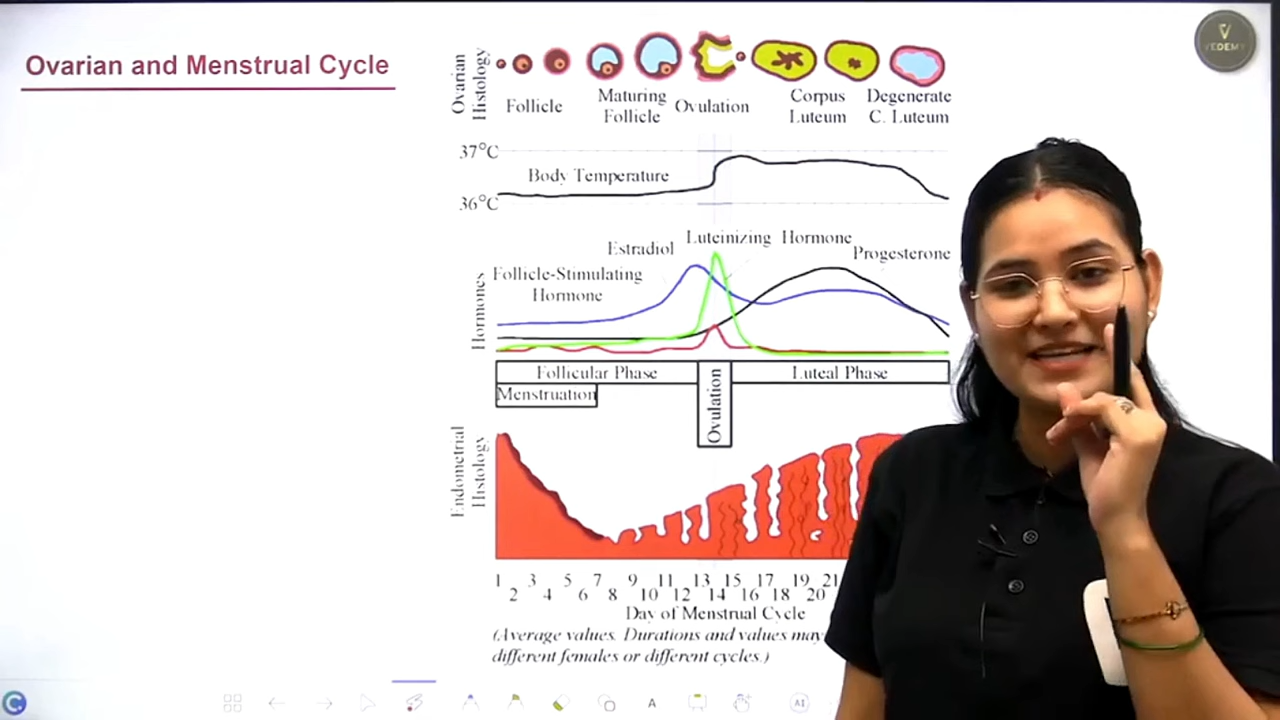 Ovarian and Menstrual Cycle
VEDEMY
Ovarian
Histology
Follicle
Maturing
Follicle
Ovulation
Corpus
Luteum
Degenerate
C. Luteum
37°C
Body Temperature
36°C
Luteinizing Hormone
Estradiol
Progesterone
Follicle-Stimulating
Hormone
Hormones
Follicular Phase
Ovulation
Luteal Phase
Menstruation
Endometrial
Histology
1 3 5 7 9 11 13 15 17 19 21
2 4 6 8 10 12 14 16 18 20
Day of Menstrual Cycle
(Average values. Durations and values may
different females or different cycles.)
A
AI